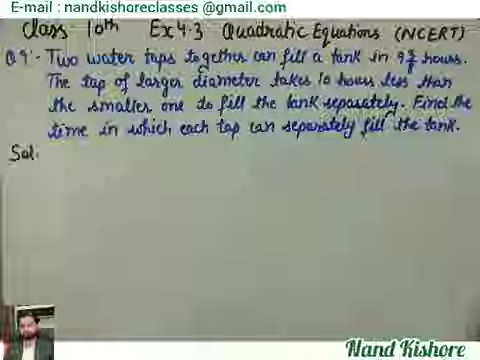 E-mail : nandkishoreclasses @gmail.com
Class 10th Ex 4.3 Quadratic Equations (NCERT)
Q 9:- Two water taps together can fill a tank in 9 3/8 hours.
The tap of larger diameter takes 10 hours less than
the smaller one to fill the tank separately. Find the
time in which each tap can separately fill the tank.
Sol:
Nand Kishore